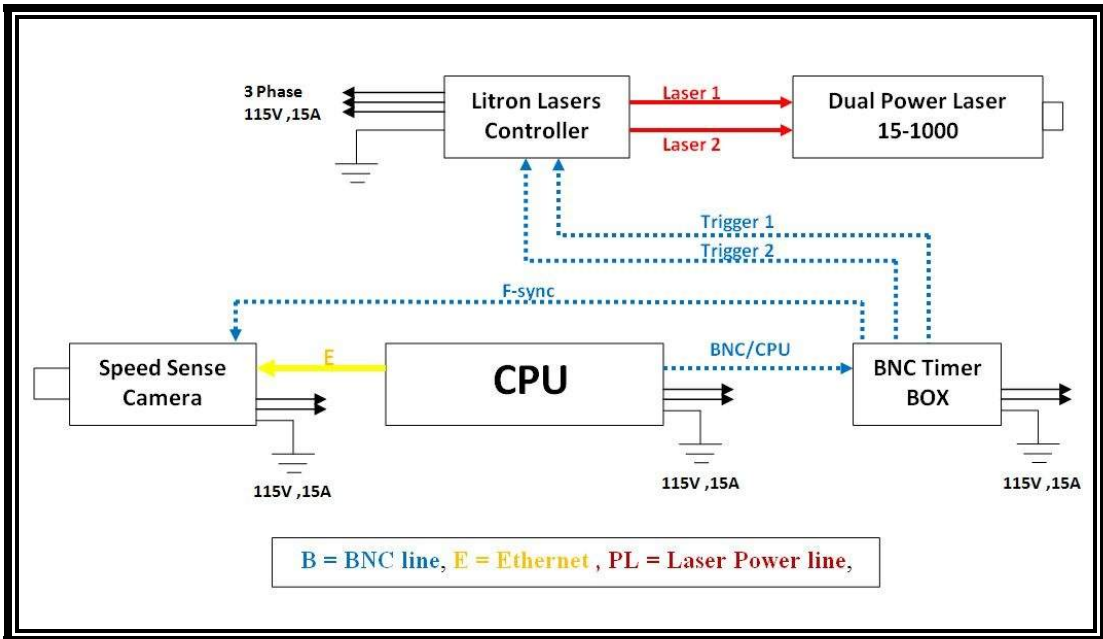 3 Phase
115V ,15A
Litron Lasers
Controller
Laser 1
Laser 2
Dual Power Laser
15-1000
Trigger 1
Trigger 2
F-sync
Speed Sense
Camera
E
CPU
BNC/CPU
BNC Timer
BOX
115V ,15A
115V ,15A
115V ,15A
B = BNC line, E = Ethernet , PL = Laser Power line,